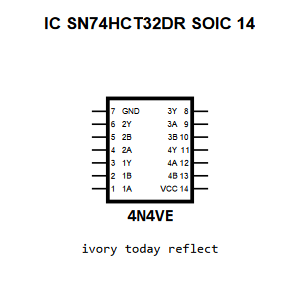 IC SN74HCT32DR SOIC 14
7 GND 3Y 8
6 2Y 3A 9
5 2B 3B 10
4 2A 4Y 11
3 1Y 4A 12
2 1B 4B 13
1 1A VCC 14
4N4VE
ivory today reflect